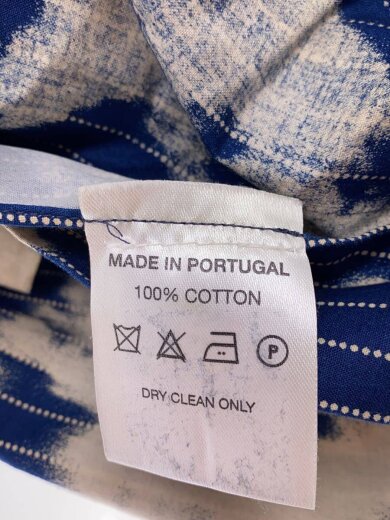 MADE IN PORTUGAL
100% COTTON
P
DRY CLEAN ONLY